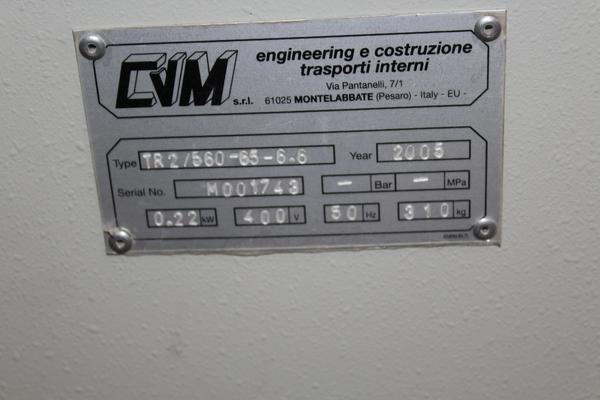 CVM s.r.l.
engineering e costruzione
trasporti interni
Via Pantanelli, 7/1
61025 MONTELABBATE (Pesaro) - Italy - EU -
Type TR2/560-65-6.6 Year 2005
Serial No. M001743 - Bar - MPa
0.22 kW 400 V 50 Hz 310 kg